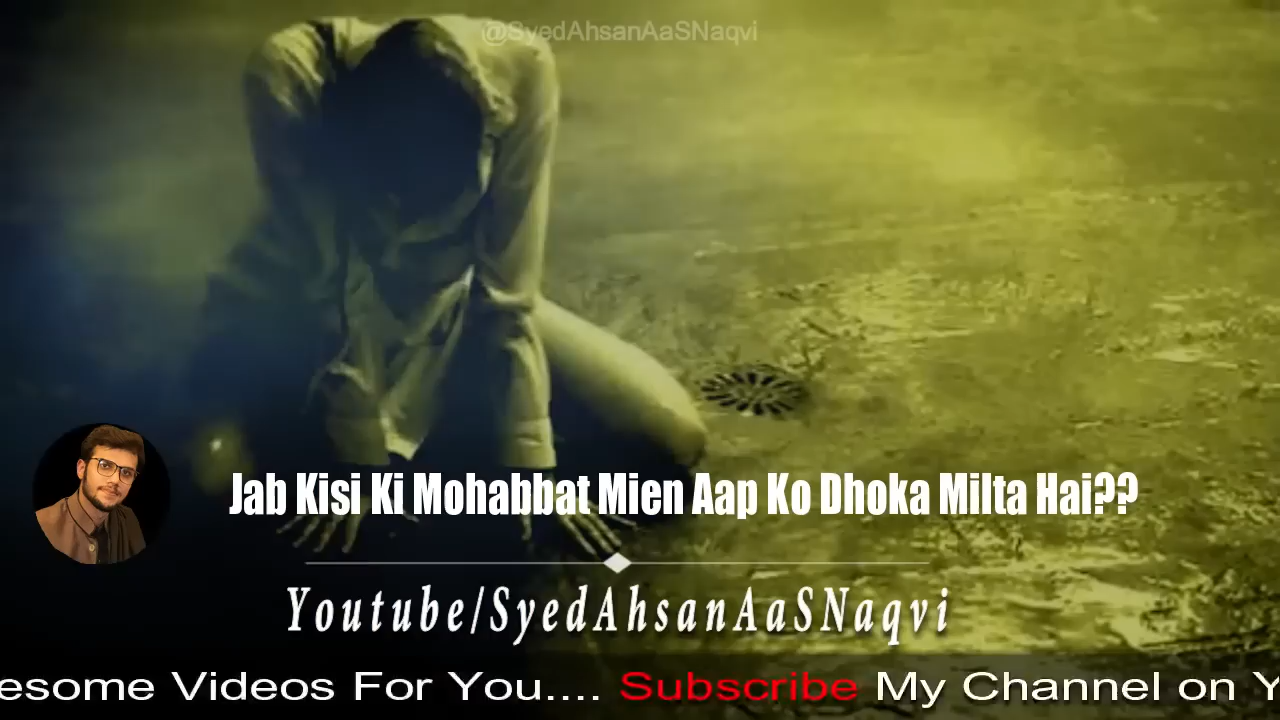 @SyedAhsanAaSNaqvi
Jab Kisi Ki Mohabbat Mien Aap Ko Dhoka Milta Hai??
Youtube/SyedAhsanAaSNaqvi
esome Videos For You.... Subscribe My Channel on Y